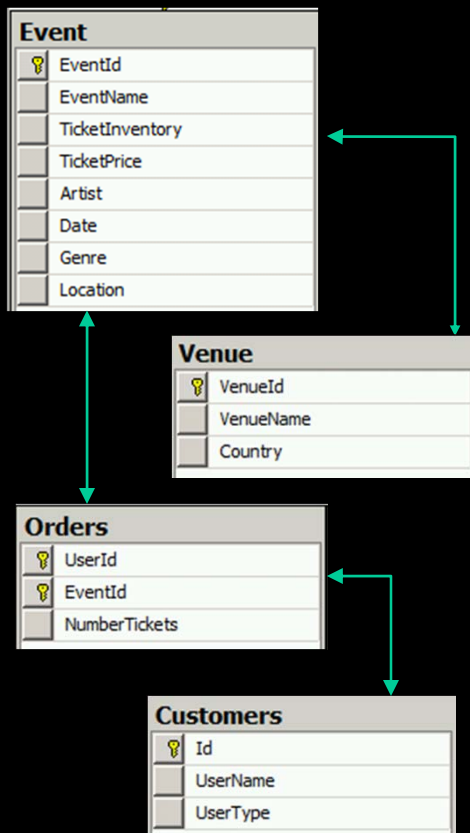 Event
EventId
EventName
TicketInventory
TicketPrice
Artist
Date
Genre
Location
Venue
VenueId
VenueName
Country
Orders
UserId
EventId
NumberTickets
Customers
Id
UserName
UserType